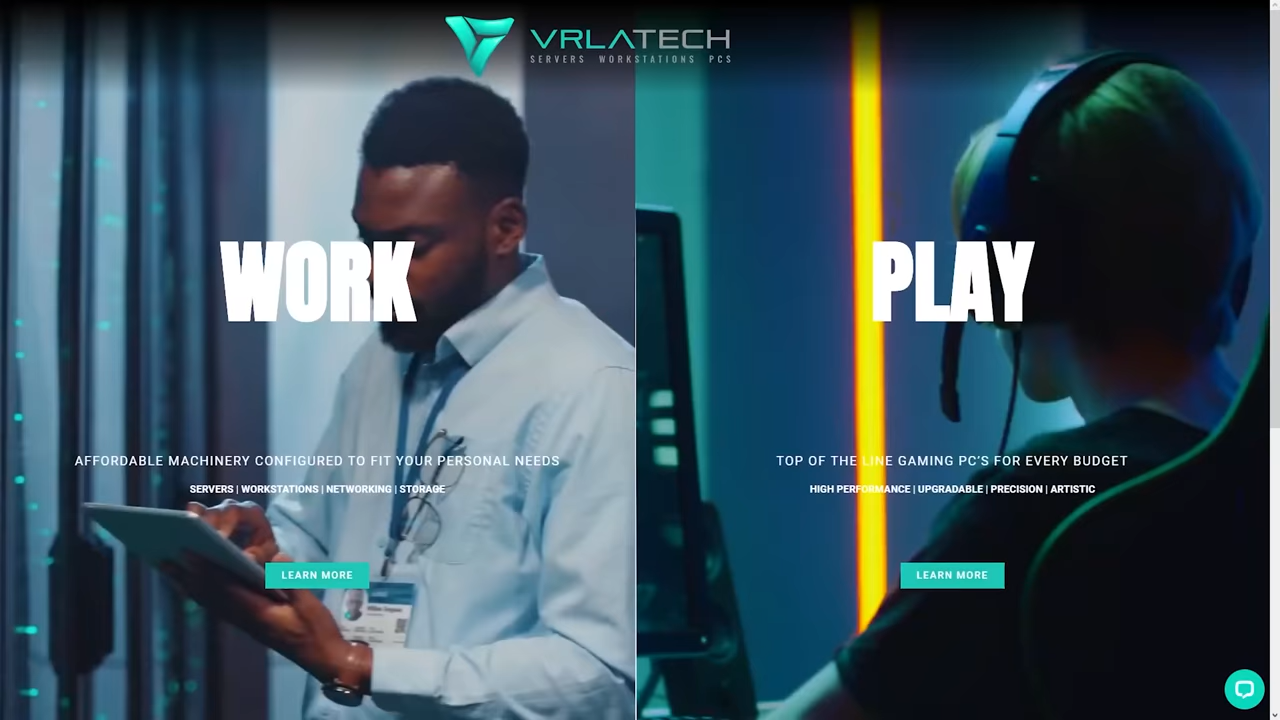 VRLATECH
SERVERS WORKSTATIONS PCS
WORK
AFFORDABLE MACHINERY CONFIGURED TO FIT YOUR PERSONAL NEEDS
SERVERS | WORKSTATIONS | NETWORKING | STORAGE
LEARN MORE
PLAY
TOP OF THE LINE GAMING PC'S FOR EVERY BUDGET
HIGH PERFORMANCE | UPGRADABLE | PRECISION | ARTISTIC
LEARN MORE